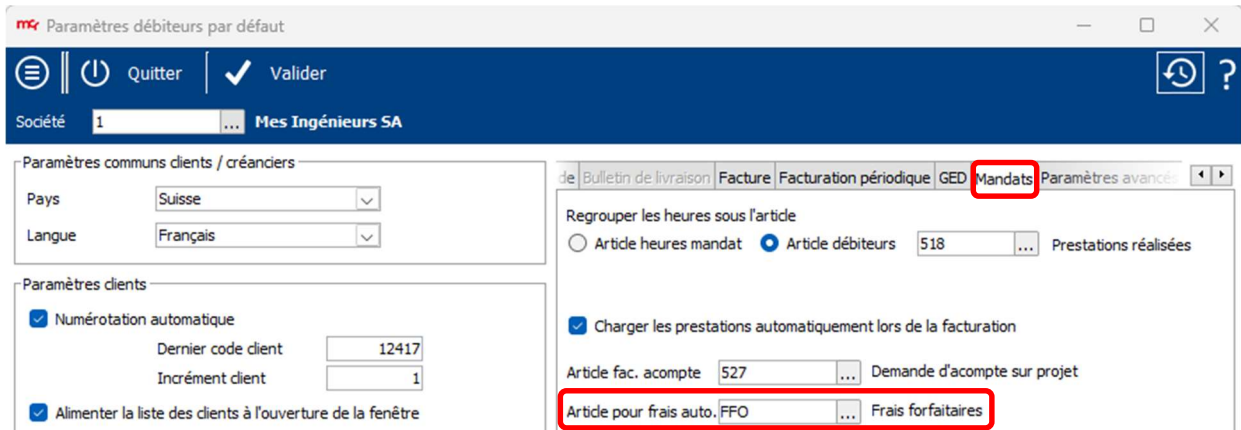 mcr Paramètres débiteurs par défaut
Quitter Valider ?
Société 1 ... Mes Ingénieurs SA
Paramètres communs clients / créanciers
Pays Suisse
Langue Français
Paramètres clients
Numérotation automatique
Dernier code client 12417
Incrément client 1
Alimenter la liste des clients à l'ouverture de la fenêtre
de Bulletin de livraison Facture Facturation périodique GED Mandats Paramètres avancés
Regrouper les heures sous l'article
Article heures mandat Article débiteurs 518 ... Prestations réalisées
Charger les prestations automatiquement lors de la facturation
Article fac. acompte 527 ... Demande d'acompte sur projet
Article pour frais auto. FFO ... Frais forfaitaires